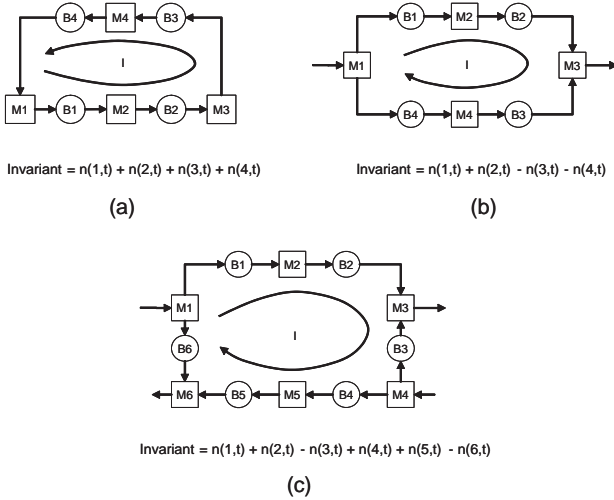 B4 M4 B3
I
M1 B1 M2 B2 M3
Invariant = n(1,t) + n(2,t) + n(3,t) + n(4,t)
(a)
B1 M2 B2
M1 I M3
B4 M4 B3
Invariant = n(1,t) + n(2,t) - n(3,t) - n(4,t)
(b)
B1 M2 B2
M1 M3
I
B6 B3
M6 B5 M5 B4 M4
Invariant = n(1,t) + n(2,t) - n(3,t) + n(4,t) + n(5,t) - n(6,t)
(c)